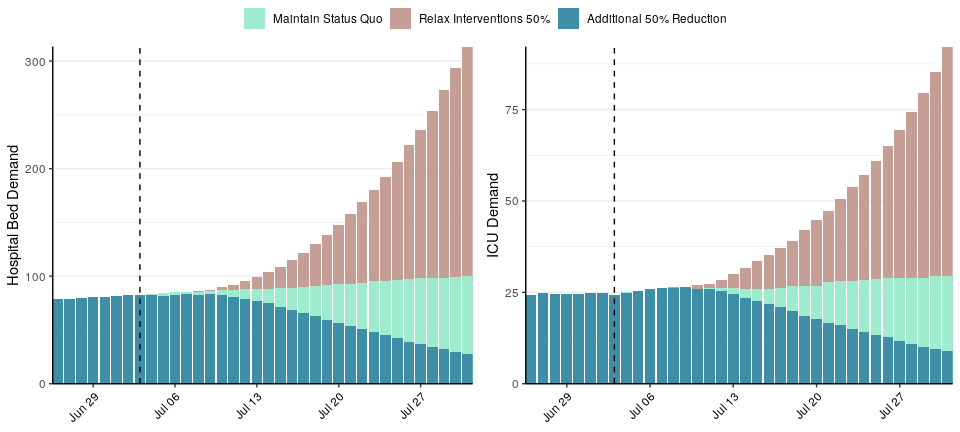 Maintain Status Quo Relax Interventions 50% Additional 50% Reduction
Hospital Bed Demand
300
200
100
0
Jun 29 Jul 06 Jul 13 Jul 20 Jul 27
ICU Demand
75
50
25
0
Jun 29 Jul 06 Jul 13 Jul 20 Jul 27